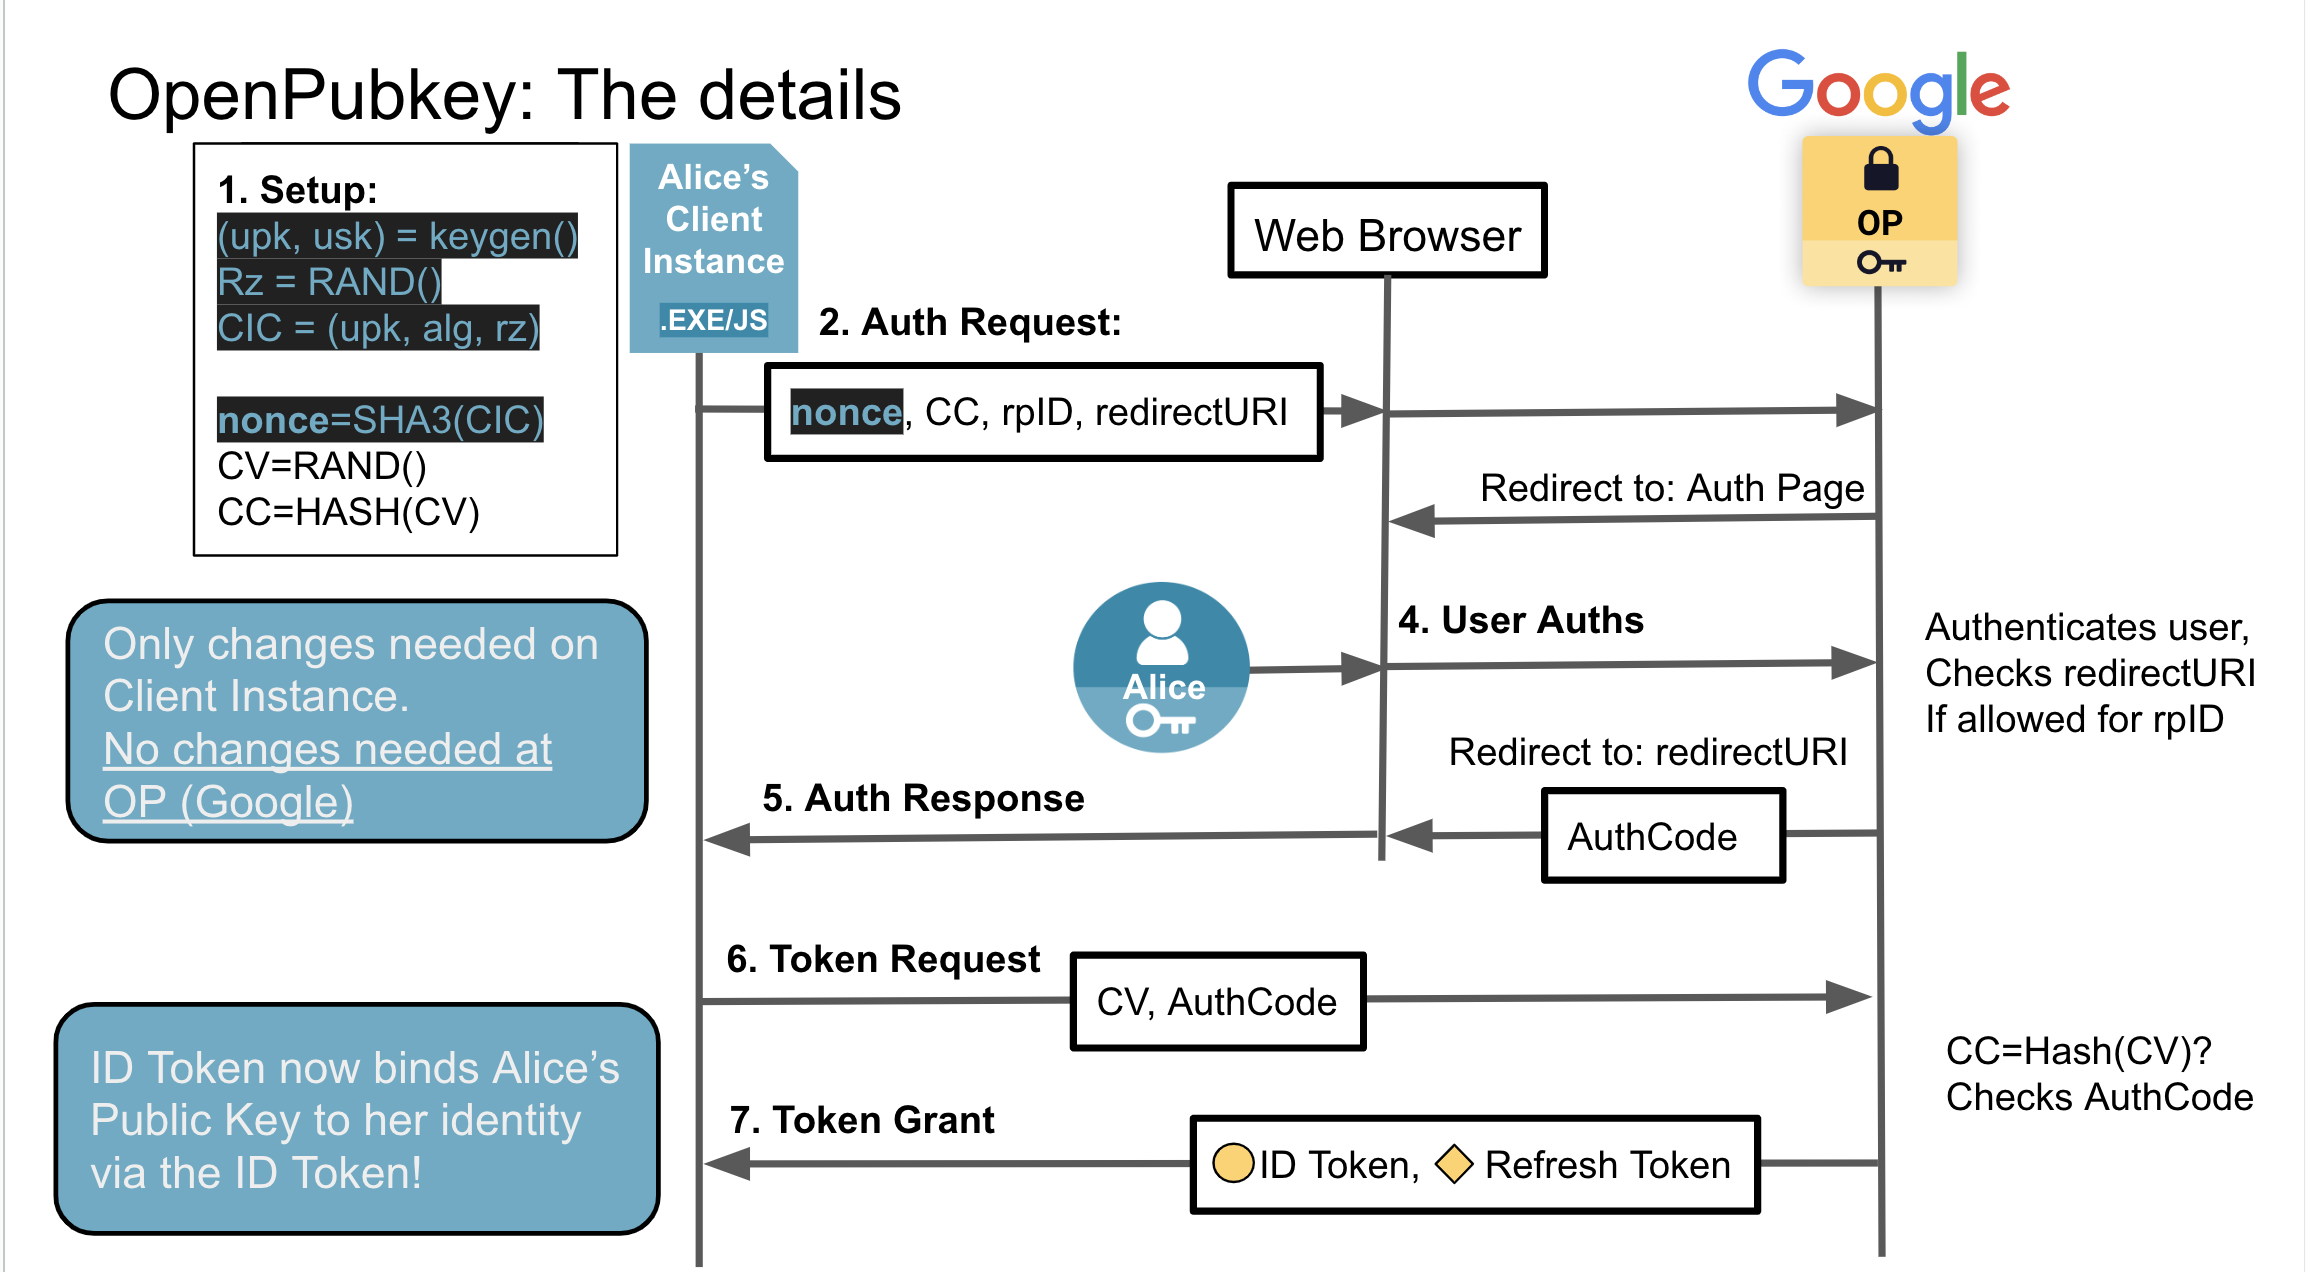 OpenPubkey: The details
Google
1. Setup:
(upk, usk) = keygen()
Rz = RAND()
CIC = (upk, alg, rz)
nonce=SHA3(CIC)
CV=RAND()
CC=HASH(CV)
Alice’s
Client
Instance
.EXE/JS
Web Browser
OP
2. Auth Request:
nonce, CC, rpID, redirectURI
Redirect to: Auth Page
Only changes needed on
Client Instance.
No changes needed at
OP (Google)
Alice
4. User Auths
Authenticates user,
Checks redirectURI
If allowed for rpID
Redirect to: redirectURI
5. Auth Response
AuthCode
6. Token Request
CV, AuthCode
ID Token now binds Alice’s
Public Key to her identity
via the ID Token!
CC=Hash(CV)?
Checks AuthCode
7. Token Grant
ID Token, Refresh Token